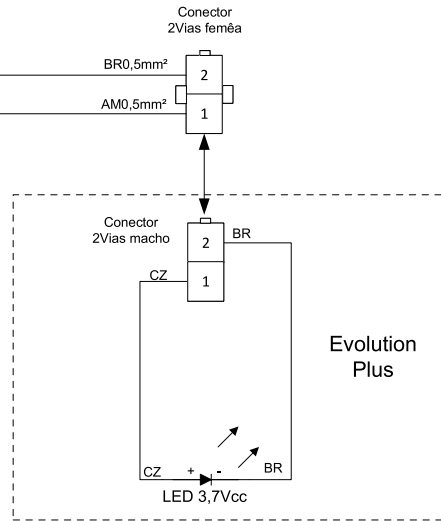 Conector
2Vias femêa
BR0,5mm²
2
AM0,5mm²
1
Conector
2Vias macho
2
BR
CZ
1
Evolution
Plus
CZ
+
-
BR
LED 3,7Vcc